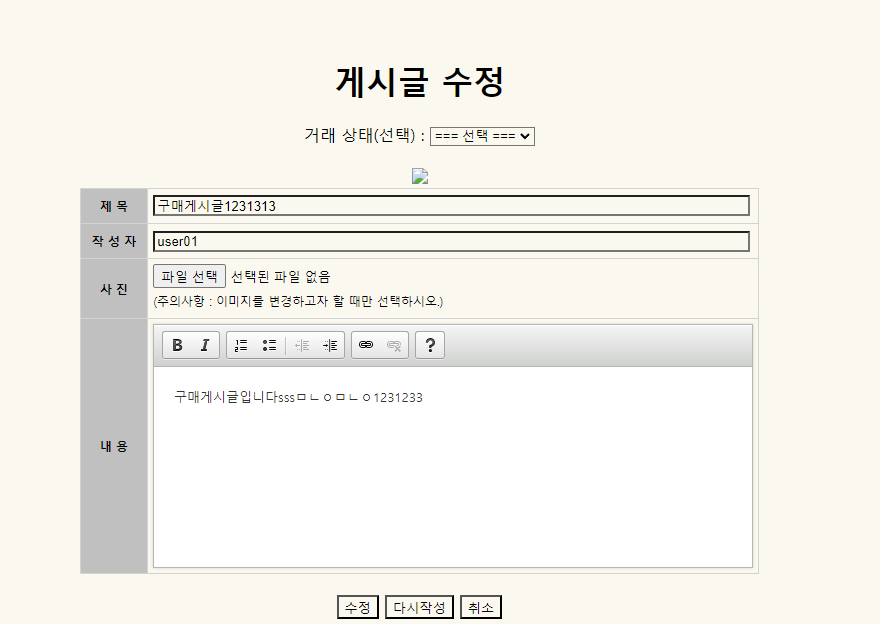 게시글 수정
거래 상태(선택) : === 선택 ===
제 목 구매게시글1231313
작 성 자 user01
사 진 파일 선택 선택된 파일 없음
(주의사항 : 이미지를 변경하고자 할 때만 선택하시오.)
B I ?
내 용 구매게시글입니다sssㅁㄴㅇㅁㄴㅇ1231233
수정 다시작성 취소